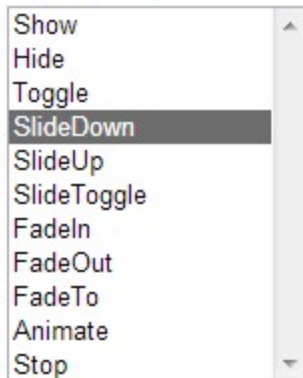 Show
Hide
Toggle
SlideDown
SlideUp
SlideToggle
FadeIn
FadeOut
FadeTo
Animate
Stop